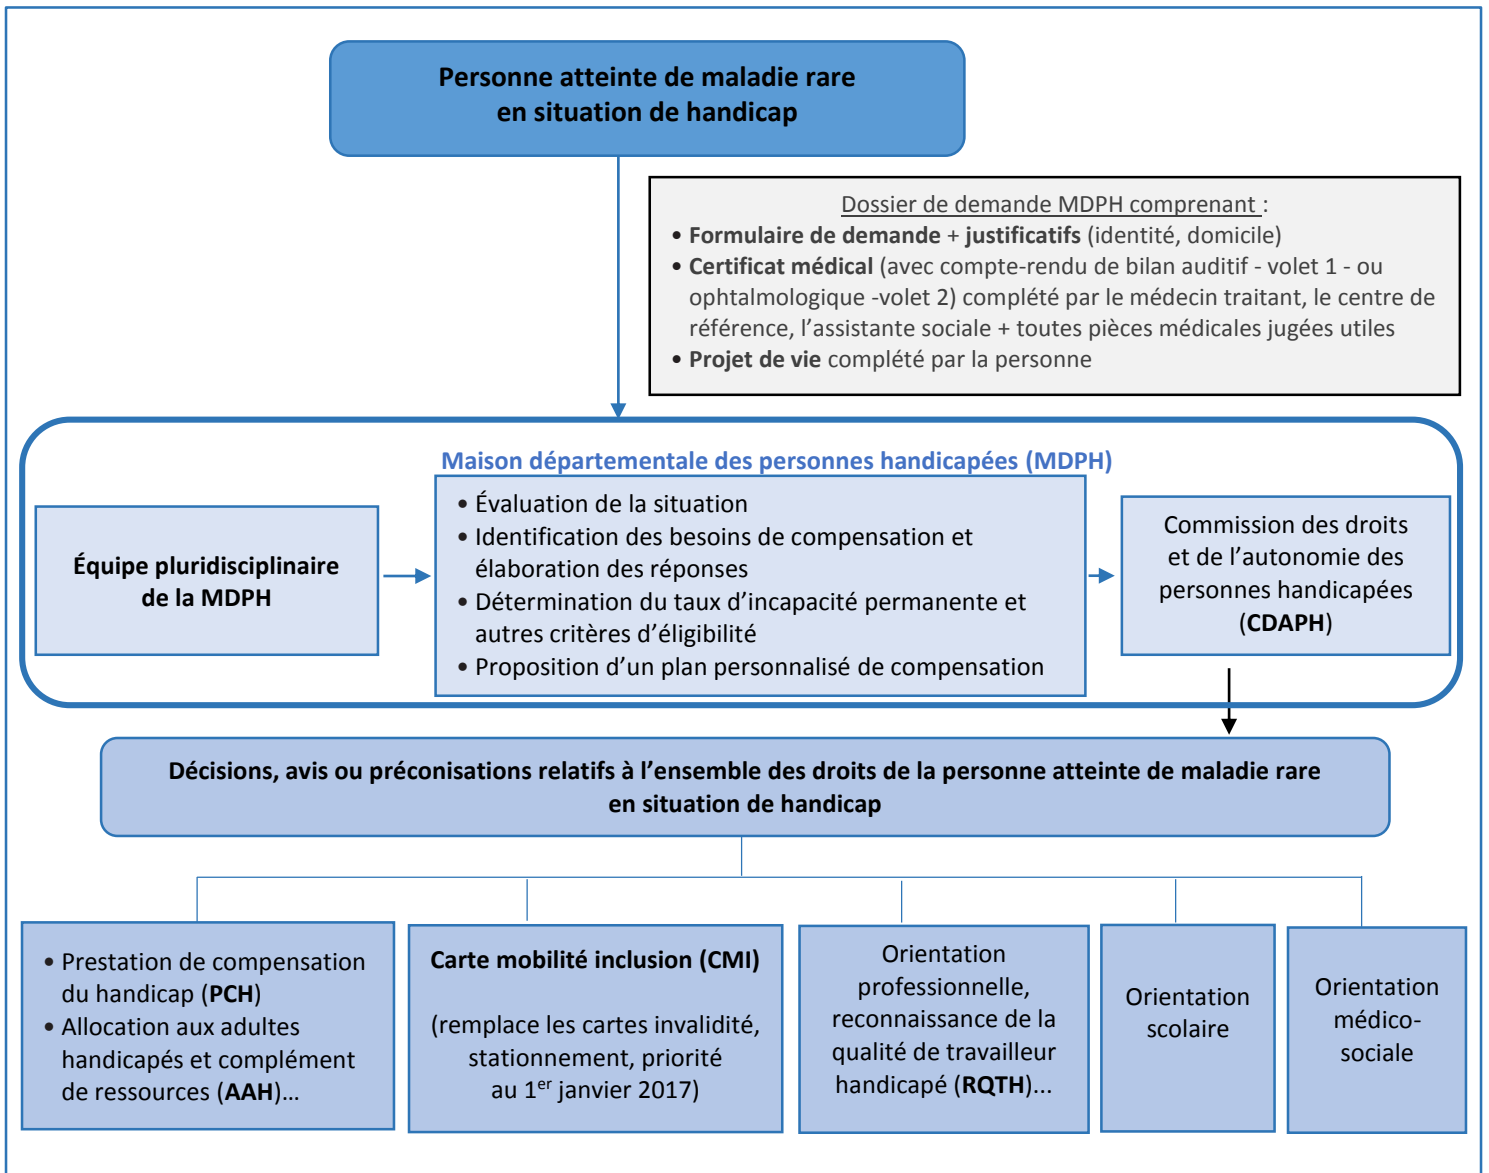 Personne atteinte de maladie rare
en situation de handicap
Dossier de demande MDPH comprenant :
• Formulaire de demande + justificatifs (identité, domicile)
• Certificat médical (avec compte-rendu de bilan auditif - volet 1 - ou
ophtalmologique -volet 2) complété par le médecin traitant, le centre de
référence, l’assistante sociale + toutes pièces médicales jugées utiles
• Projet de vie complété par la personne
Maison départementale des personnes handicapées (MDPH)
Équipe pluridisciplinaire
de la MDPH
• Évaluation de la situation
• Identification des besoins de compensation et
élaboration des réponses
• Détermination du taux d’incapacité permanente et
autres critères d’éligibilité
• Proposition d’un plan personnalisé de compensation
Commission des droits
et de l’autonomie des
personnes handicapées
(CDAPH)
Décisions, avis ou préconisations relatifs à l’ensemble des droits de la personne atteinte de maladie rare
en situation de handicap
• Prestation de compensation
du handicap (PCH)
• Allocation aux adultes
handicapés et complément
de ressources (AAH)…
Carte mobilité inclusion (CMI)
(remplace les cartes invalidité,
stationnement, priorité
au 1er janvier 2017)
Orientation
professionnelle,
reconnaissance de la
qualité de travailleur
handicapé (RQTH)...
Orientation
scolaire
Orientation
médico-
sociale